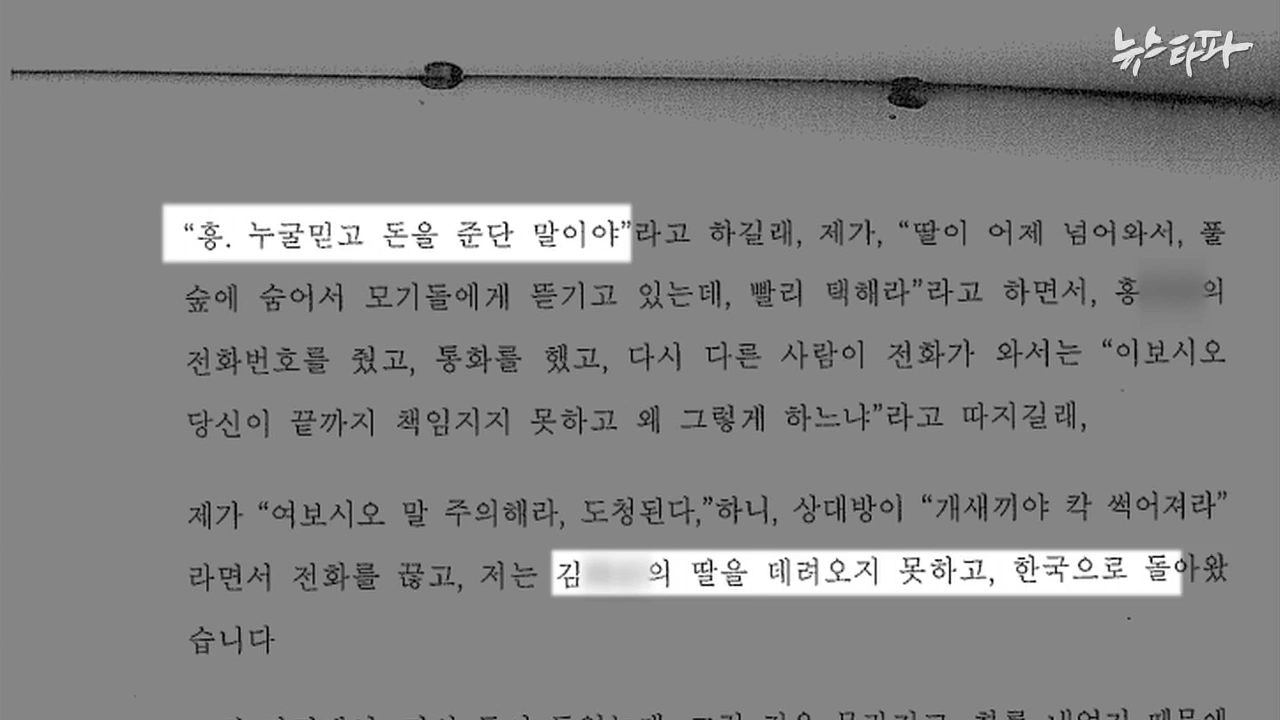 뉴스타파
“흥. 누굴믿고 돈을 준단 말이야”라고 하길래, 제가, “딸이 어제 넘어와서, 풀
숲에 숨어서 모기들에게 뜯기고 있는데, 빨리 택해라”라고 하면서, 홍 의
전화번호를 줬고, 통화를 했고, 다시 다른 사람이 전화가 와서는 “이보시오
당신이 끝까지 책임지지 못하고 왜 그렇게 하느냐”라고 따지길래,
제가 “여보시오 말 주의해라, 도청된다,”하니, 상대방이 “개새끼야 칵 썩어져라”
라면서 전화를 끊고, 저는 김 의 딸을 데려오지 못하고, 한국으로 돌아왔
습니다